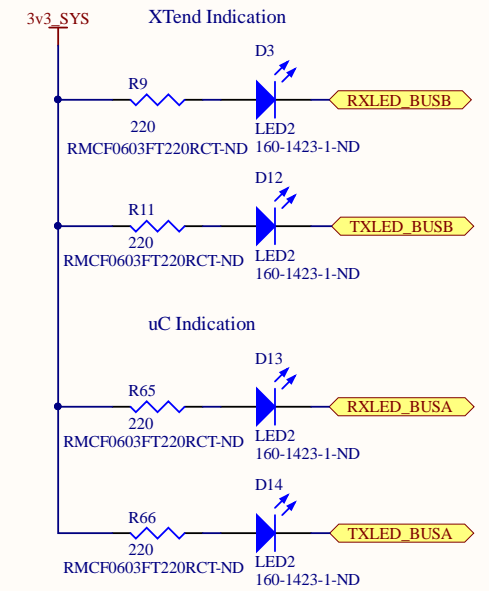 3v3_SYS
XTend Indication
D3
R9
RXLED_BUSB
220
LED2
RMCF0603FT220RCT-ND
160-1423-1-ND
D12
R11
TXLED_BUSB
220
LED2
RMCF0603FT220RCT-ND
160-1423-1-ND
uC Indication
D13
R65
RXLED_BUSA
220
LED2
RMCF0603FT220RCT-ND
160-1423-1-ND
D14
R66
TXLED_BUSA
220
LED2
RMCF0603FT220RCT-ND
160-1423-1-ND